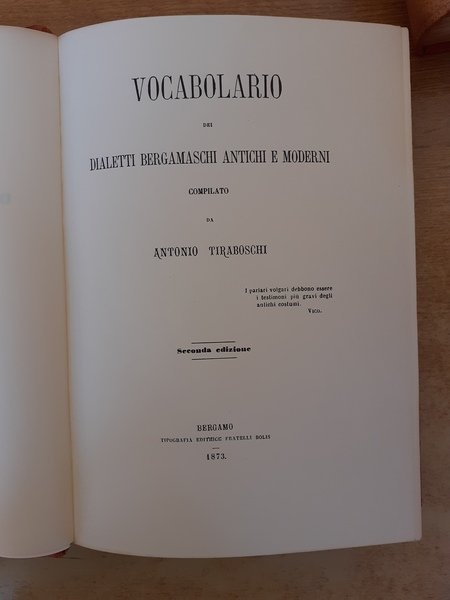 VOCABOLARIO
DEI
DIALETTI BERGAMASCHI ANTICHI E MODERNI
COMPILATO
DA
ANTONIO TIRABOSCHI
I parlari volgari debbono essere
i testimoni più gravi degli
antichi costumi.
VICO.
Seconda edizione
BERGAMO
TIPOGRAFIA EDITRICE FRATELLI BOLIS
1873.